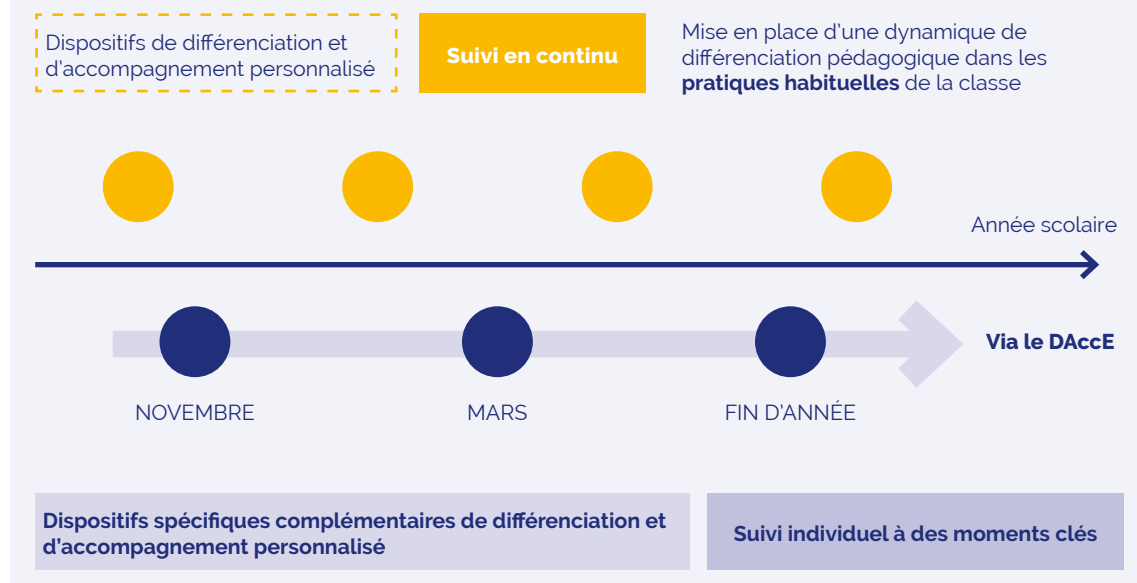 Dispositifs de différenciation et
d'accompagnement personnalisé
Suivi en continu
Mise en place d'une dynamique de
différenciation pédagogique dans les
pratiques habituelles de la classe
Année scolaire
Via le DAccE
NOVEMBRE
MARS
FIN D'ANNÉE
Dispositifs spécifiques complémentaires de différenciation et
d'accompagnement personnalisé
Suivi individuel à des moments clés